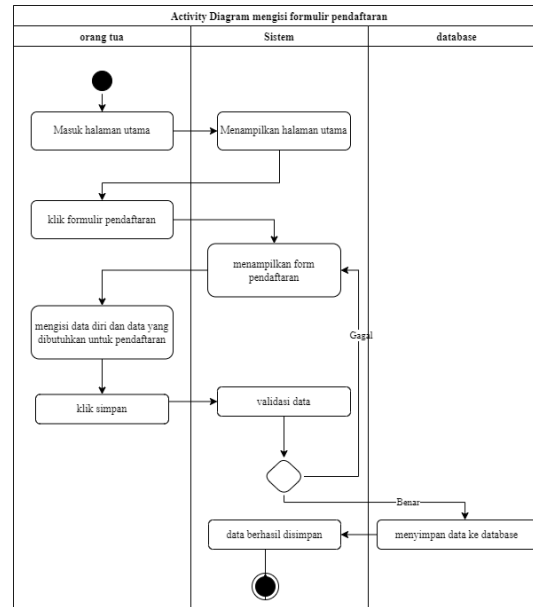 Activity Diagram mengisi formulir pendaftaran
orang tua
Sistem
database
Masuk halaman utama
Menampilkan halaman utama
klik formulir pendaftaran
menampilkan form
pendaftaran
mengisi data diri dan data yang
dibutuhkan untuk pendaftaran
Gagal
klik simpan
validasi data
Benar
data berhasil disimpan
menyimpan data ke database